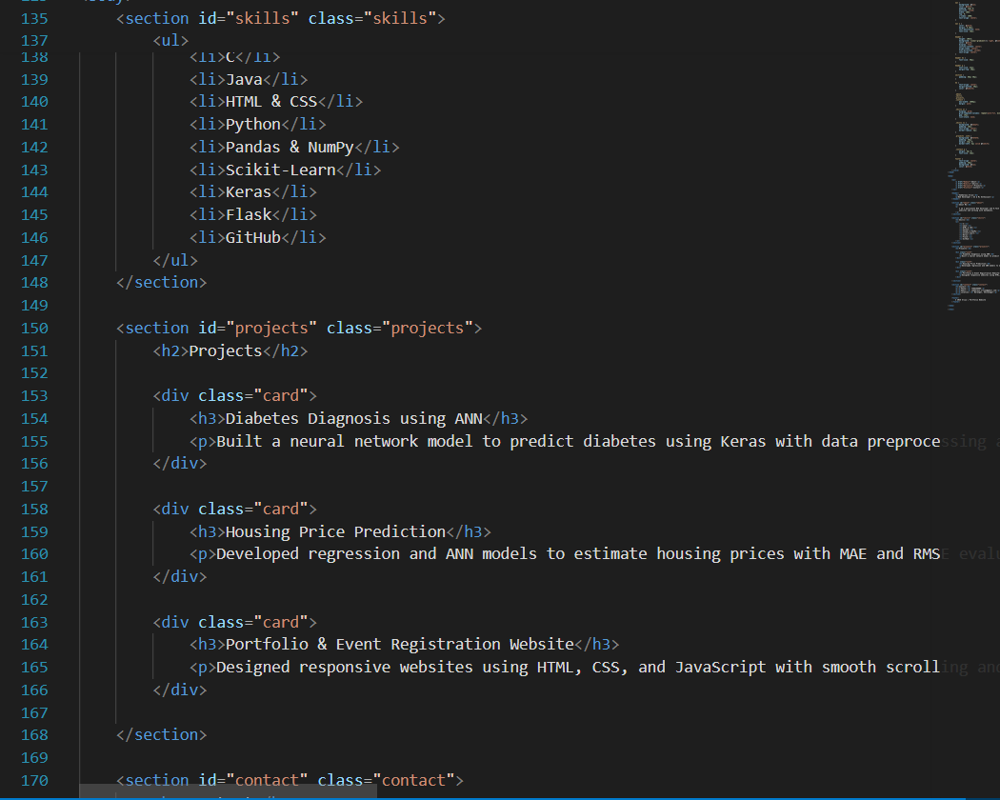 135 <section id="skills" class="skills">
137 <ul>
138 <li>C</li>
139 <li>Java</li>
140 <li>HTML & CSS</li>
141 <li>Python</li>
142 <li>Pandas & NumPy</li>
143 <li>Scikit-Learn</li>
144 <li>Keras</li>
145 <li>Flask</li>
146 <li>GitHub</li>
147 </ul>
148 </section>
149
150 <section id="projects" class="projects">
151 <h2>Projects</h2>
152
153 <div class="card">
154 <h3>Diabetes Diagnosis using ANN</h3>
155 <p>Built a neural network model to predict diabetes using Keras with data preprocessing a
156 </div>
157
158 <div class="card">
159 <h3>Housing Price Prediction</h3>
160 <p>Developed regression and ANN models to estimate housing prices with MAE and RMSE evalu
161 </div>
162
163 <div class="card">
164 <h3>Portfolio & Event Registration Website</h3>
165 <p>Designed responsive websites using HTML, CSS, and JavaScript with smooth scrolling and
166 </div>
167
168 </section>
169
170 <section id="contact" class="contact">